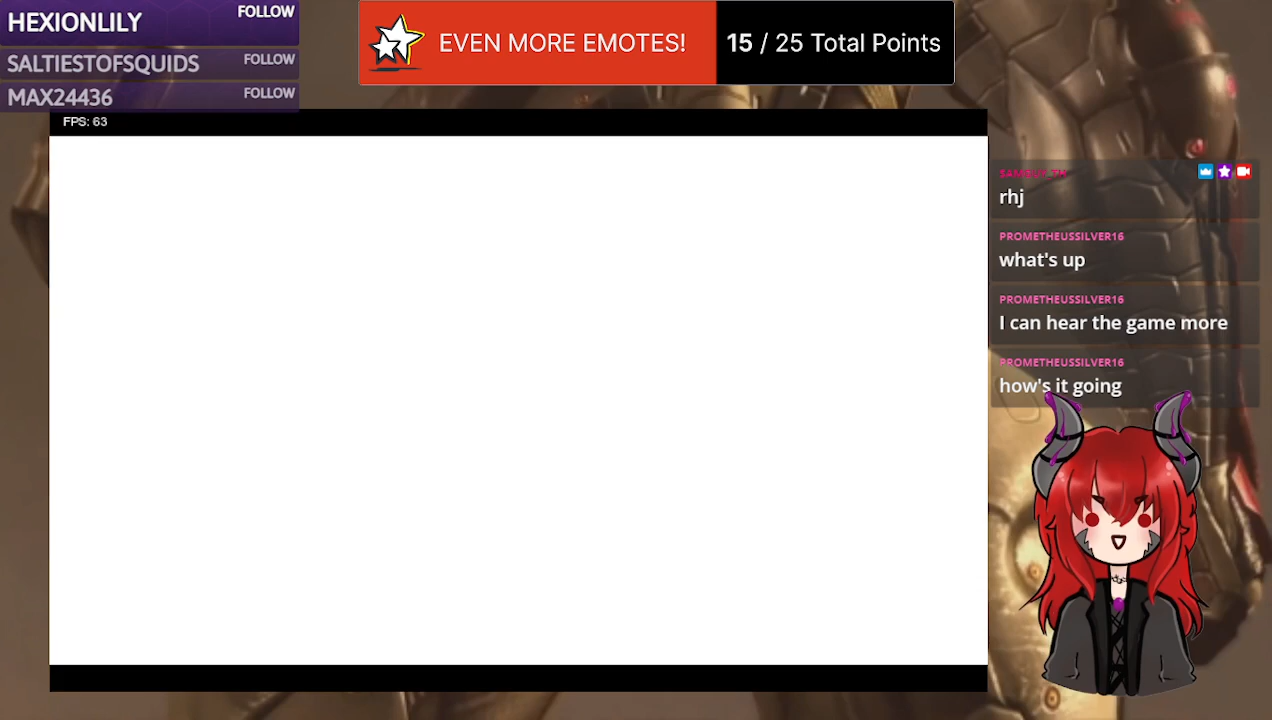 HEXIONLILY FOLLOW
SALTIESTOFSQUIDS FOLLOW
MAX24436 FOLLOW
EVEN MORE EMOTES! 15 / 25 Total Points
FPS: 63
rhj
PROMETHEUSSILVER16
what's up
PROMETHEUSSILVER16
I can hear the game more
PROMETHEUSSILVER16
how's it going